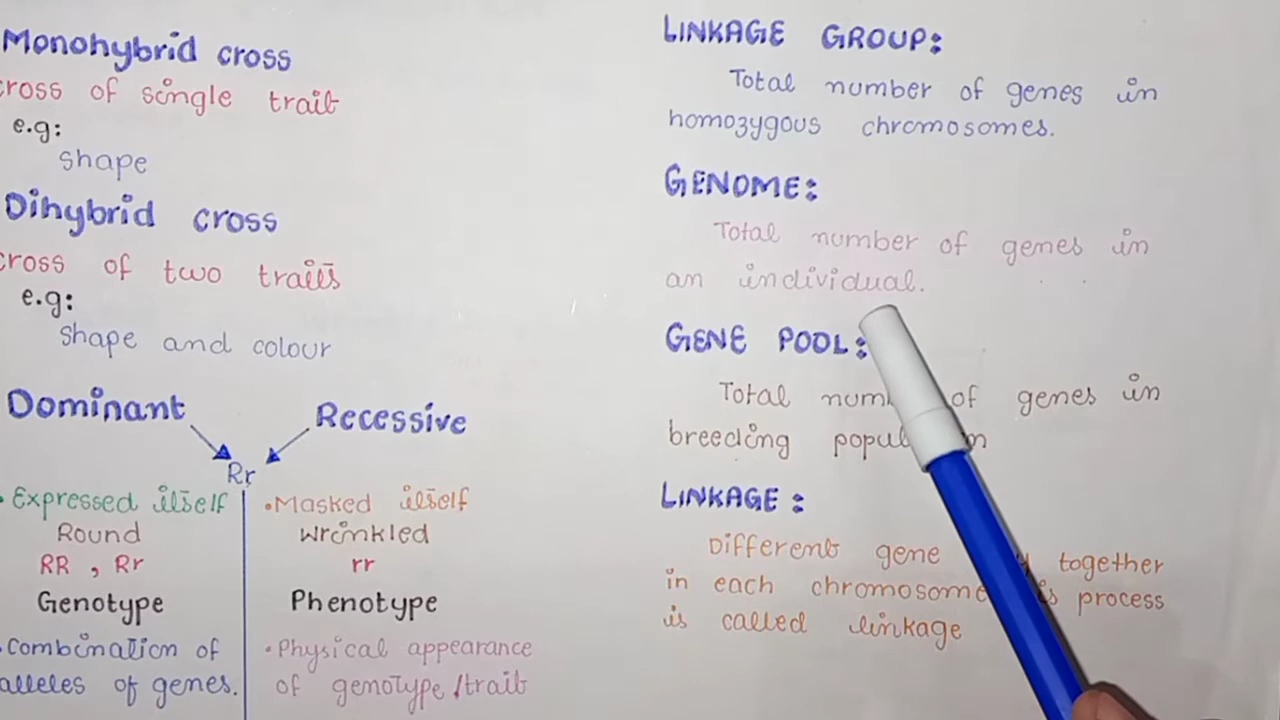 Monohybrid cross
cross of single trait
e.g:
shape
Dihybrid cross
cross of two traits
e.g:
shape and colour
Dominant Recessive
Rr
• Expressed itself
Round
RR , Rr
Genotype
• Combination of
alleles of genes.
• Masked itself
Wrinkled
rr
Phenotype
• Physical appearance
of genotype/trait
LINKAGE GROUP:
Total number of genes in
homozygous chromosomes.
GENOME:
Total number of genes in
an individual.
GENE POOL:
Total of genes in
breeding
LINKAGE:
Different gene together
in each chromosome process
is called linkage